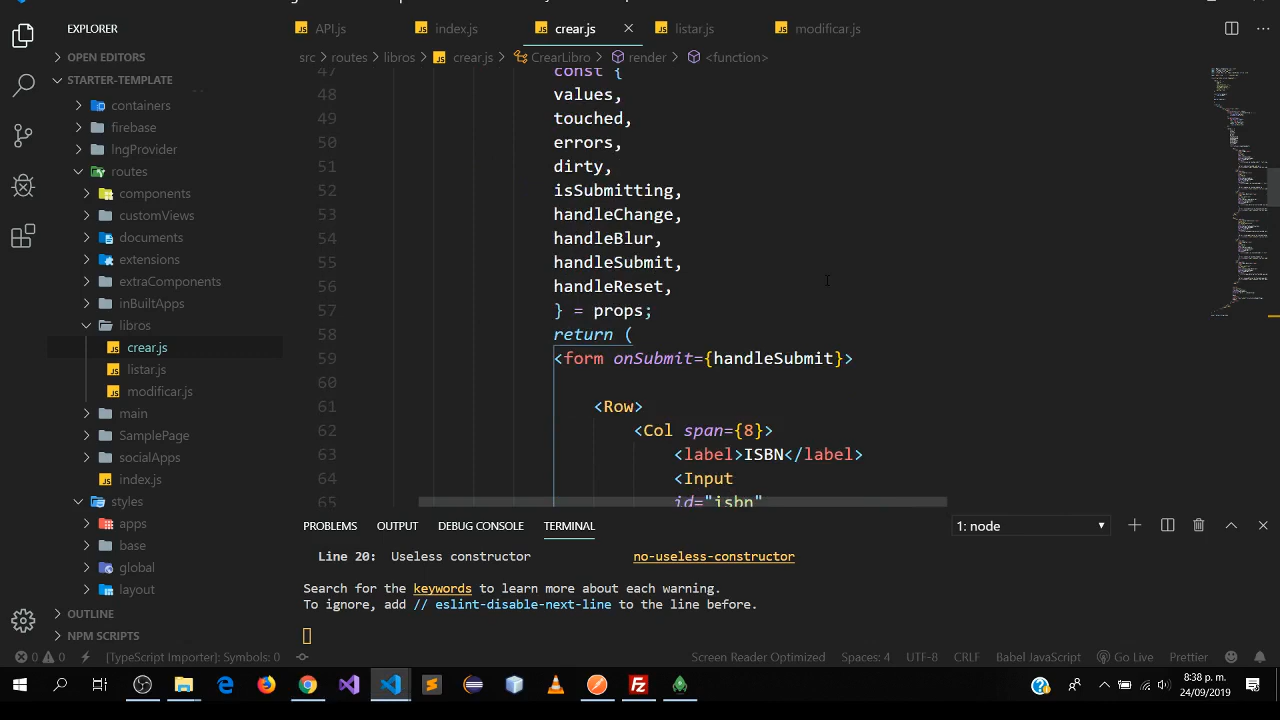 EXPLORER
API.js
index.js
crear.js
listar.js
modificar.js
OPEN EDITORS
src
routes
libros
crear.js
CrearLibro
render
<function>
STARTER-TEMPLATE
containers
firebase
lngProvider
routes
components
customViews
documents
extensions
extraComponents
inBuiltApps
libros
crear.js
listar.js
modificar.js
main
SamplePage
socialApps
index.js
styles
apps
base
global
layout
OUTLINE
NPM SCRIPTS
47 const {
48 values,
49 touched,
50 errors,
51 dirty,
52 isSubmitting,
53 handleChange,
54 handleBlur,
55 handleSubmit,
56 handleReset,
57 } = props;
58 return (
59 <form onSubmit={handleSubmit}>
60
61 <Row>
62 <Col span={8}>
63 <label>ISBN</label>
64 <Input
65 id="isbn"
PROBLEMS
OUTPUT
DEBUG CONSOLE
TERMINAL
1: node
Line 20: Useless constructor no-useless-constructor
Search for the keywords to learn more about each warning.
To ignore, add // eslint-disable-next-line to the line before.
0 0 [TypeScript Importer]: Symbols: 0
Screen Reader Optimized
Spaces: 4
UTF-8
CRLF
Babel JavaScript
Go Live
Prettier
8:38 p. m.
24/09/2019